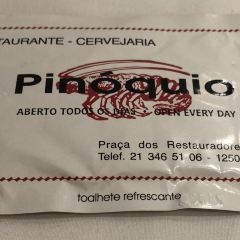 TAURANTE - CERVEJARIA
Pinóquio
ABERTO TODOS OS DIAS - OPEN EVERY DAY
Praça dos Restauradore
Telef. 21 346 51 06 - 1250
toalhete refrescante